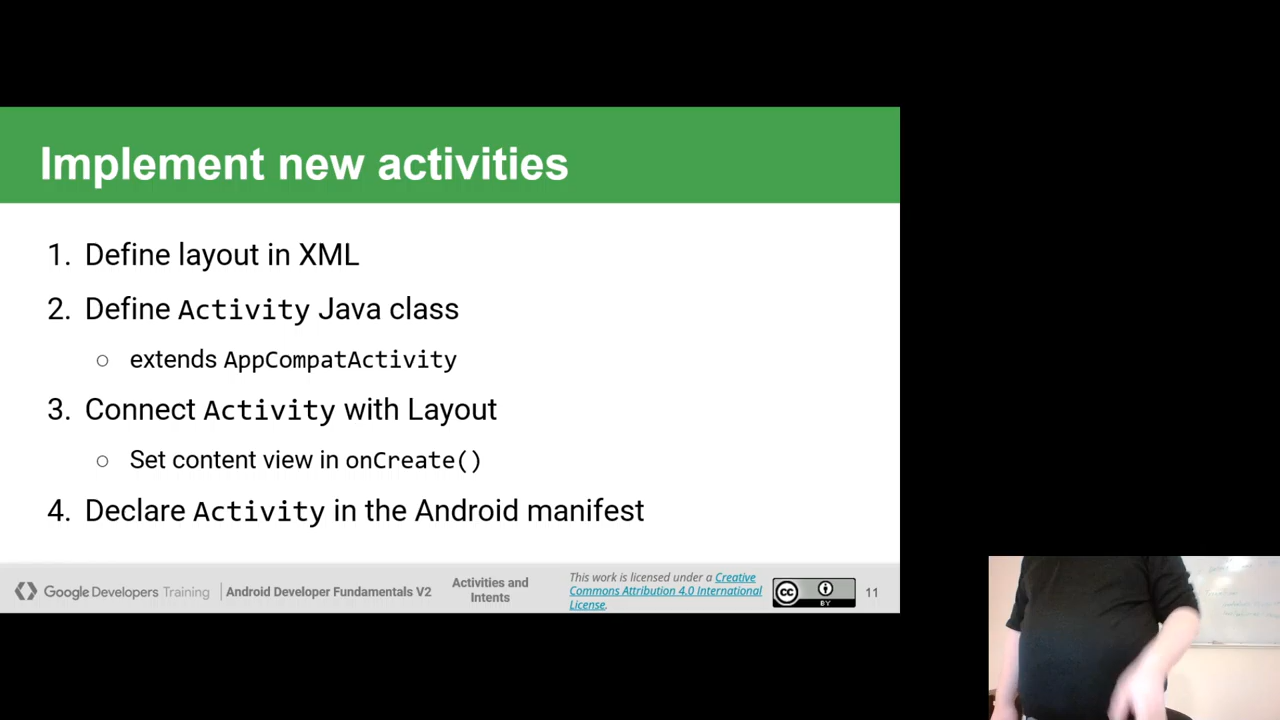 Implement new activities
1. Define layout in XML
2. Define Activity Java class
○ extends AppCompatActivity
3. Connect Activity with Layout
○ Set content view in onCreate()
4. Declare Activity in the Android manifest
Google Developers Training
Android Developer Fundamentals V2
Activities and
Intents
This work is licensed under a Creative
Commons Attribution 4.0 International
License.
cc
BY
11